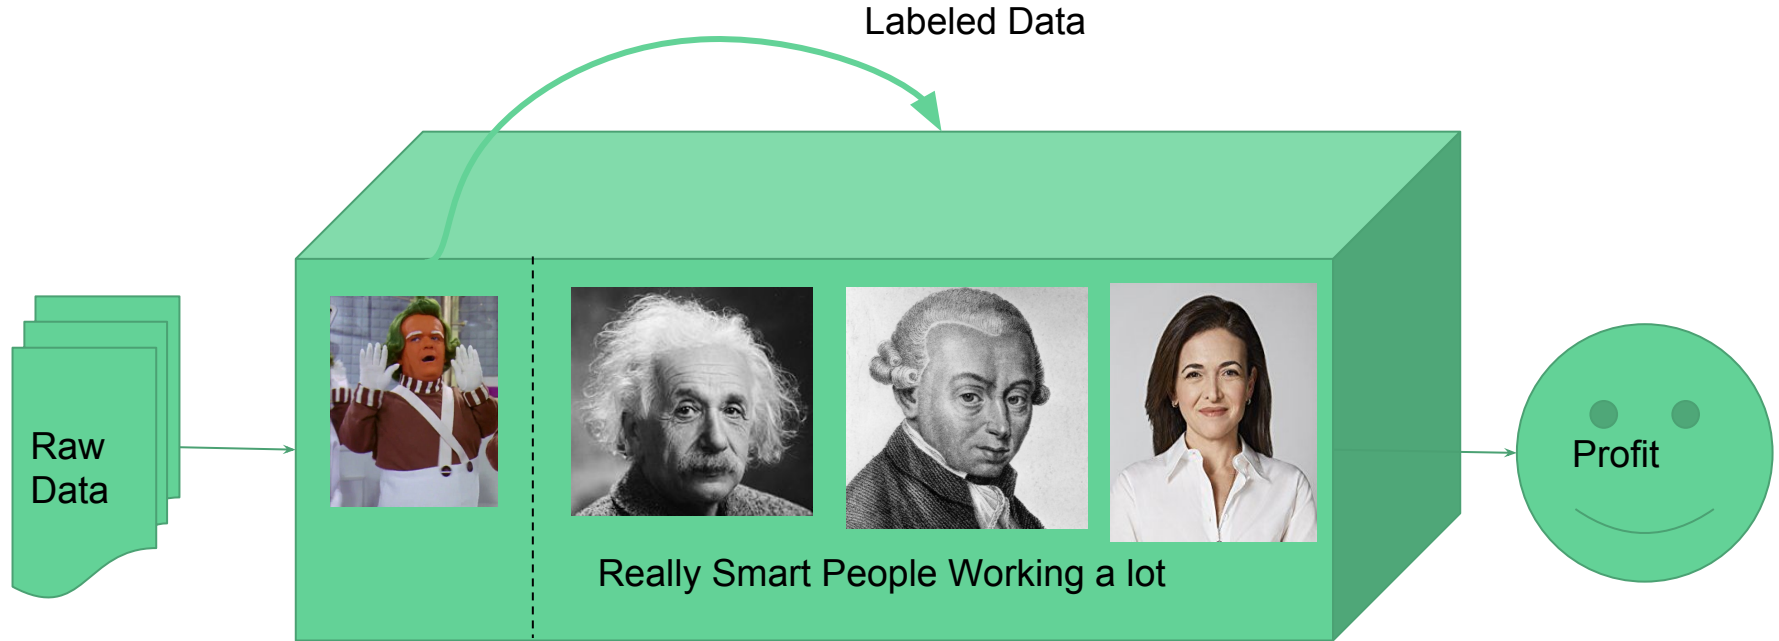 Labeled Data
Raw
Data
Really Smart People Working a lot
Profit